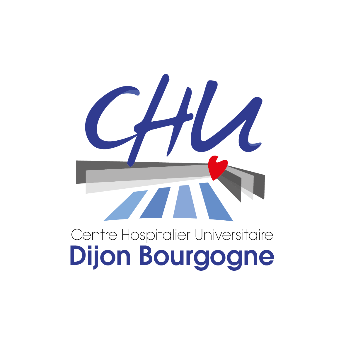 CHU
Centre Hospitalier Universitaire
Dijon Bourgogne